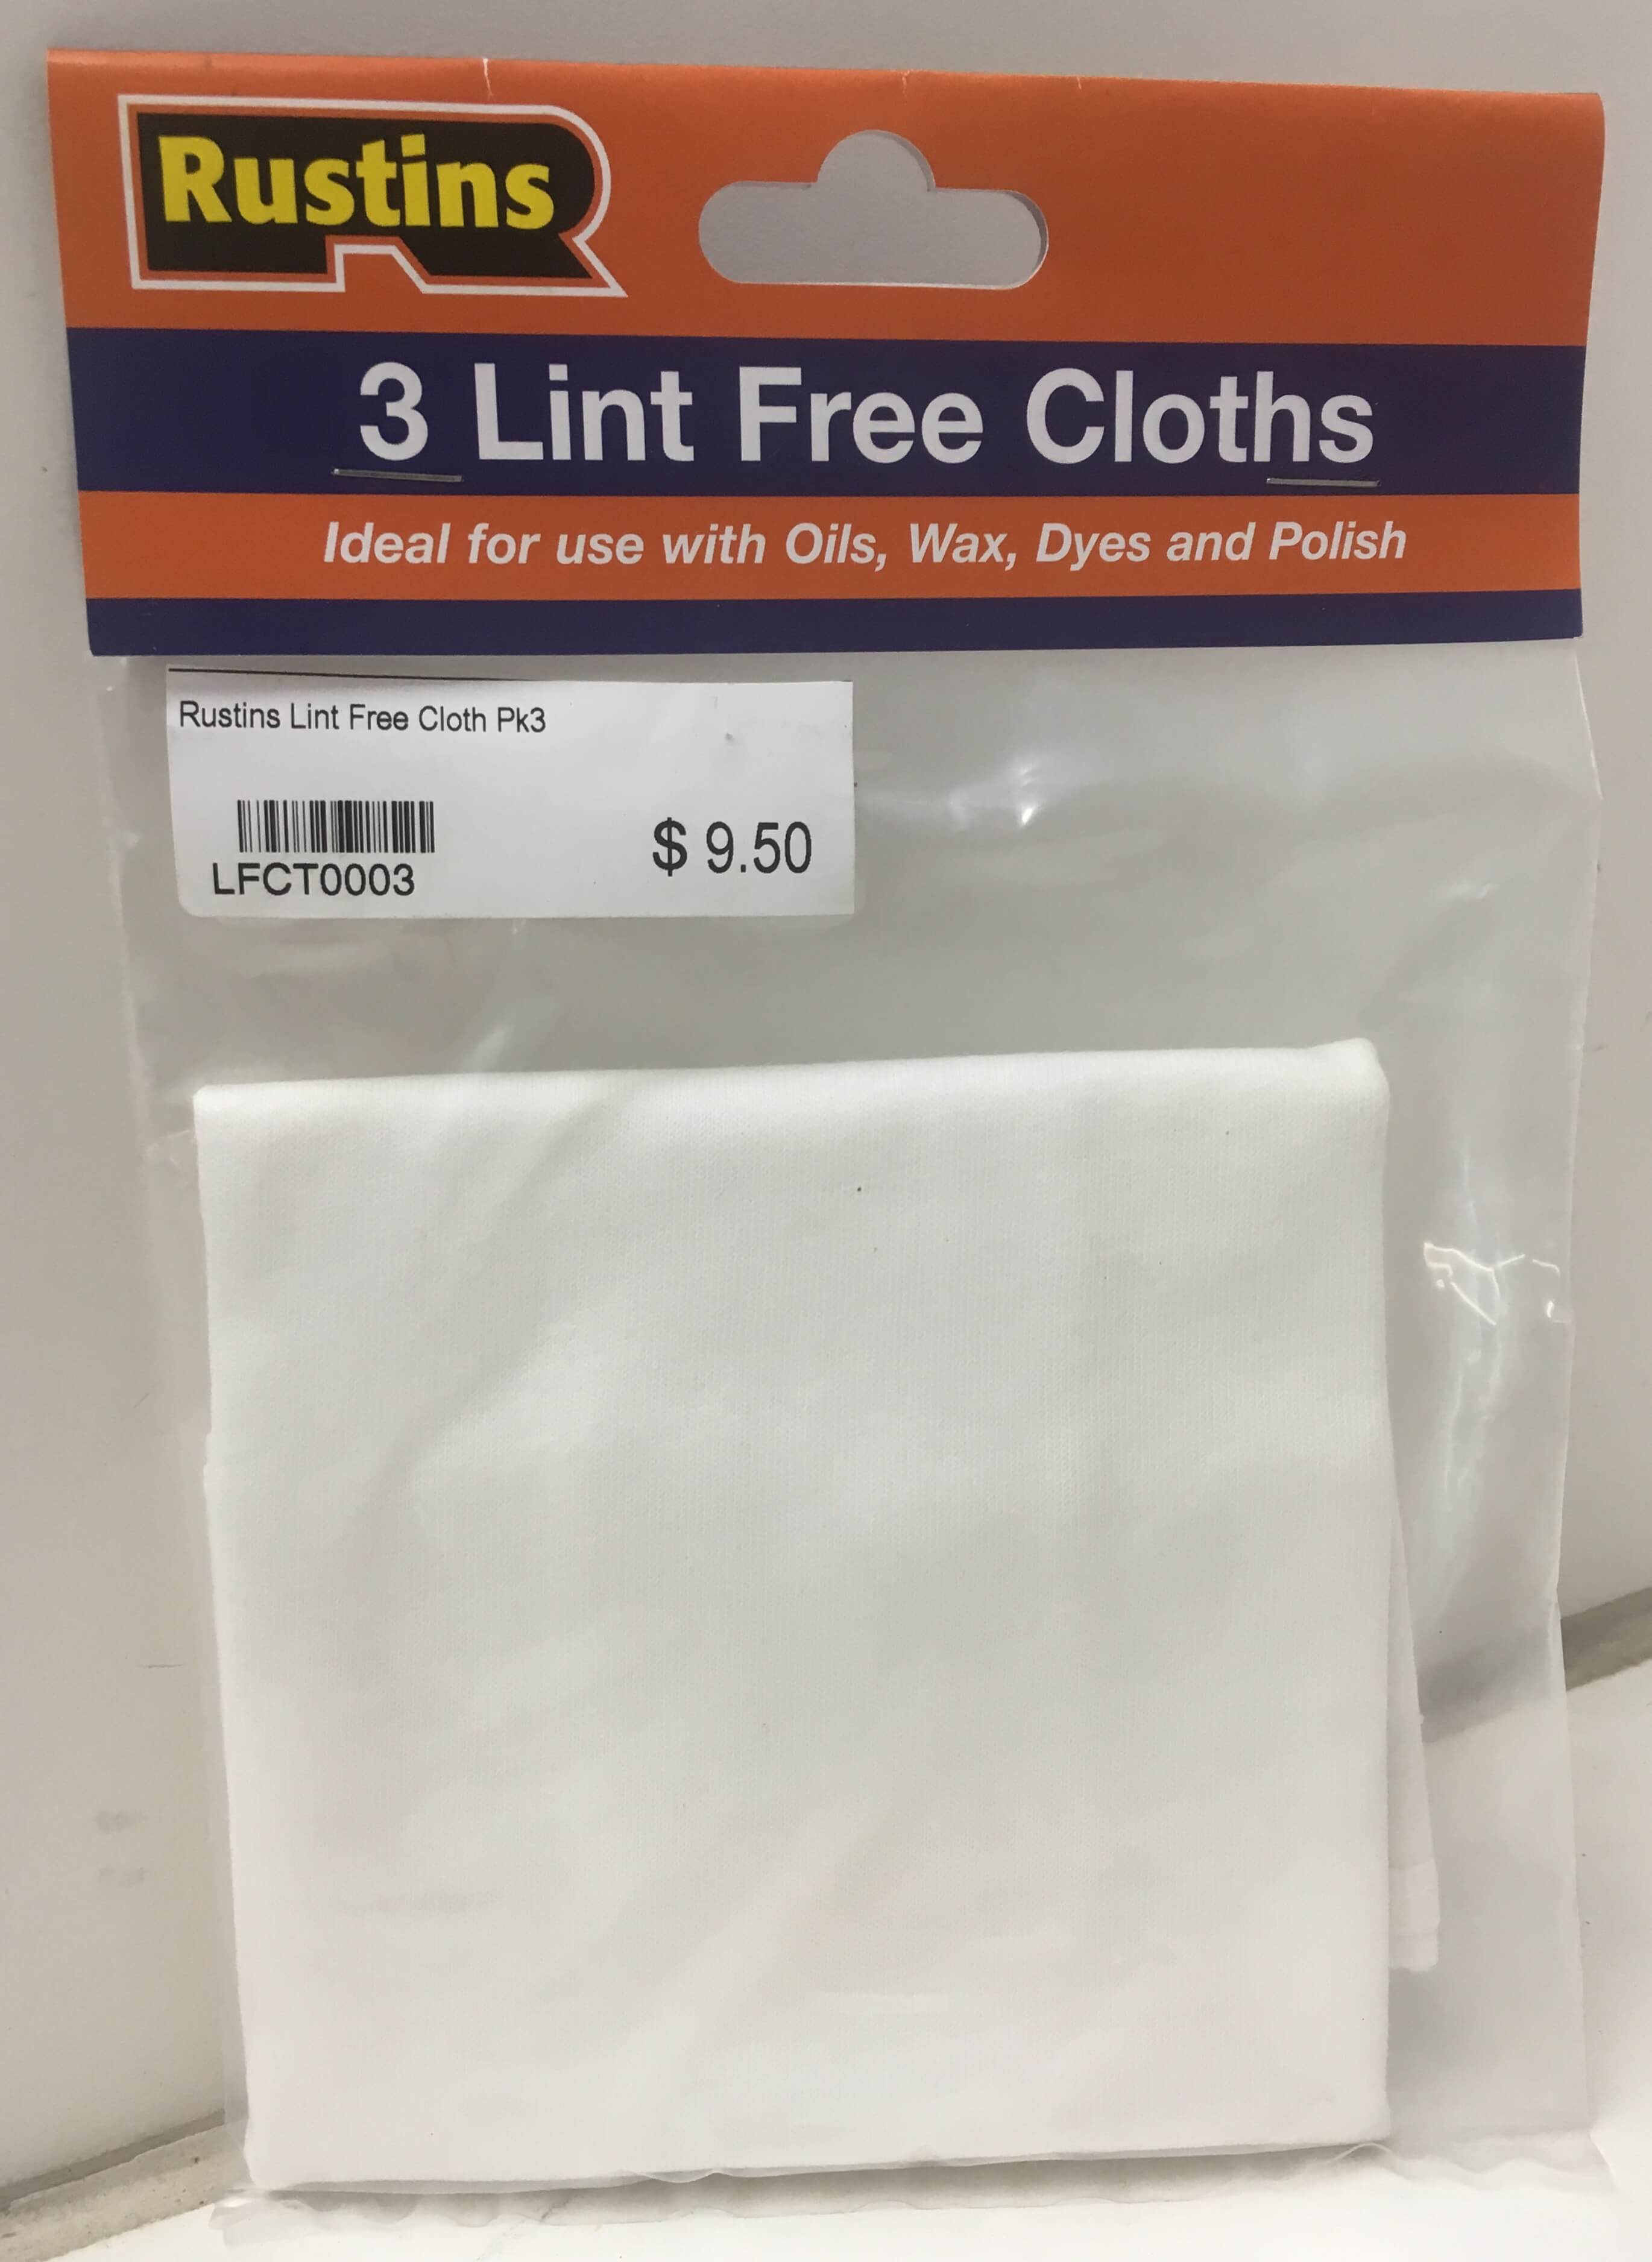 Rustins
3 Lint Free Cloths
Ideal for use with Oils, Wax, Dyes and Polish
Rustins Lint Free Cloth Pk3
$ 9.50
LFCT0003